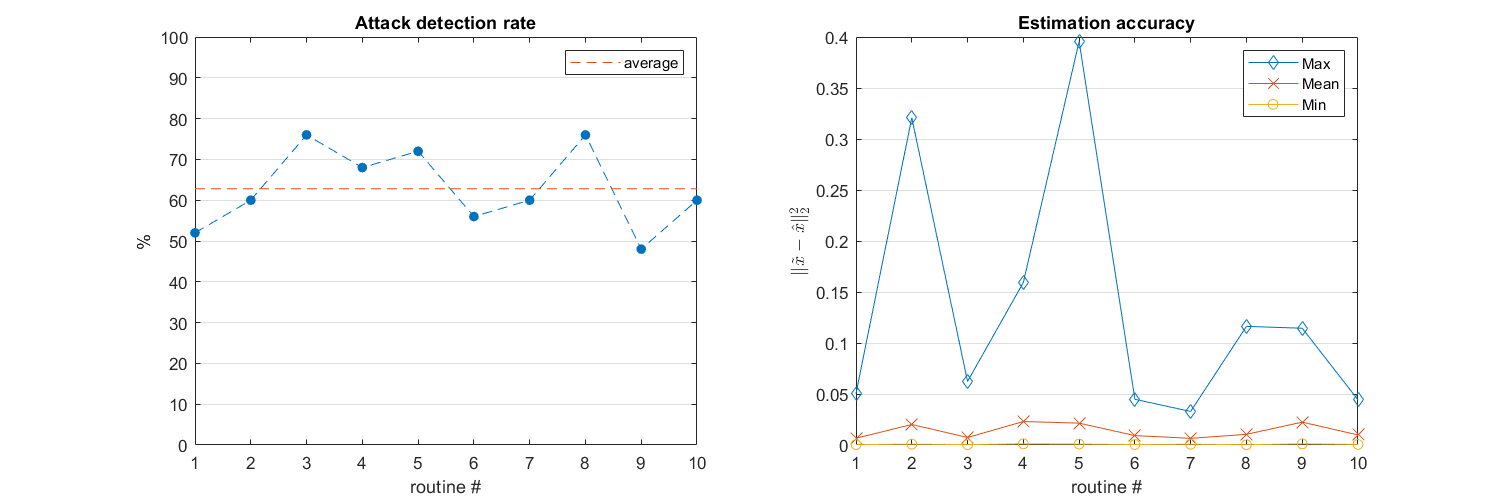 Attack detection rate
100
90
80
70
60
50
40
30
20
10
0
%
average
1 2 3 4 5 6 7 8 9 10
routine #
Estimation accuracy
0.4
0.35
0.3
0.25
0.2
0.15
0.1
0.05
0
||x̃ − x̂||₂²
Max
Mean
Min
1 2 3 4 5 6 7 8 9 10
routine #